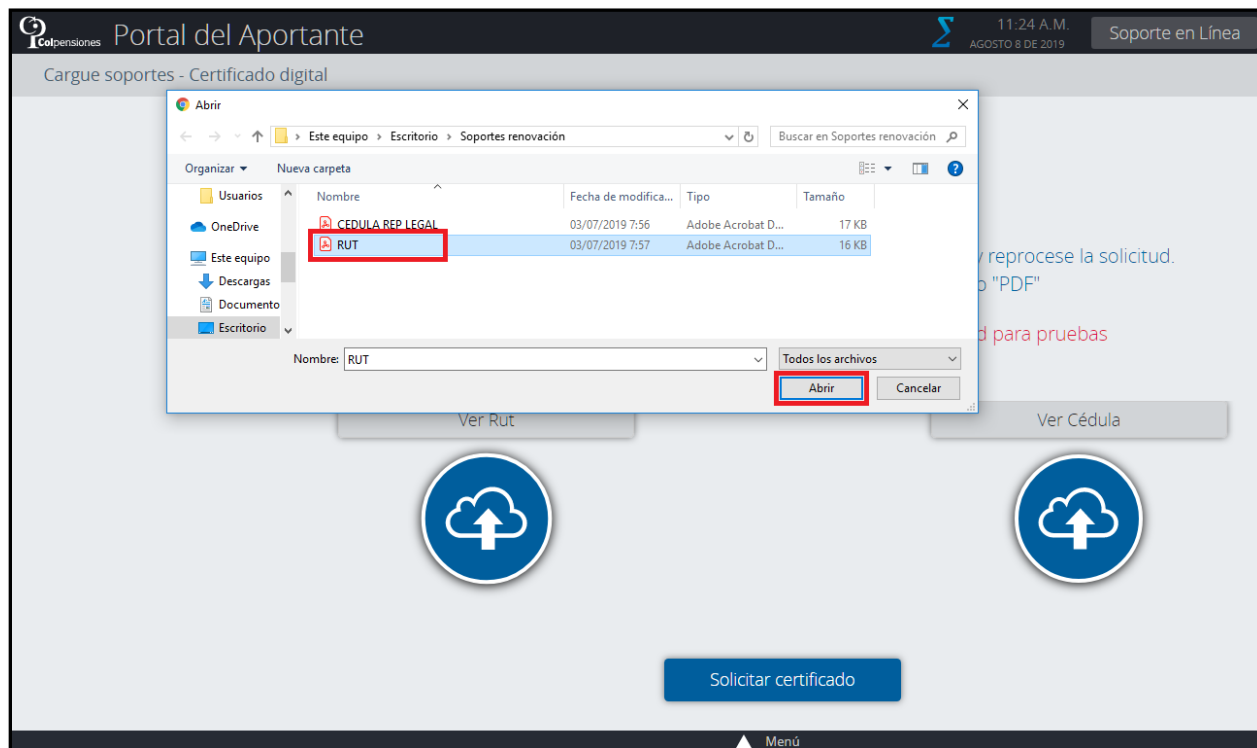 Colpensiones Portal del Aportante
11:24 A.M.
AGOSTO 8 DE 2019
Soporte en Línea
Cargue soportes - Certificado digital
Abrir
Este equipo > Escritorio > Soportes renovación
Buscar en Soportes renovación
Organizar Nueva carpeta
Usuarios
OneDrive
Este equipo
Descargas
Documento
Escritorio
Nombre Fecha de modifica... Tipo Tamaño
CEDULA REP LEGAL 03/07/2019 7:56 Adobe Acrobat D... 17 KB
RUT 03/07/2019 7:57 Adobe Acrobat D... 16 KB
Nombre: RUT Todos los archivos
Abrir Cancelar
y reprocese la solicitud.
o "PDF"
d para pruebas
Ver Rut Ver Cédula
Solicitar certificado
Menú